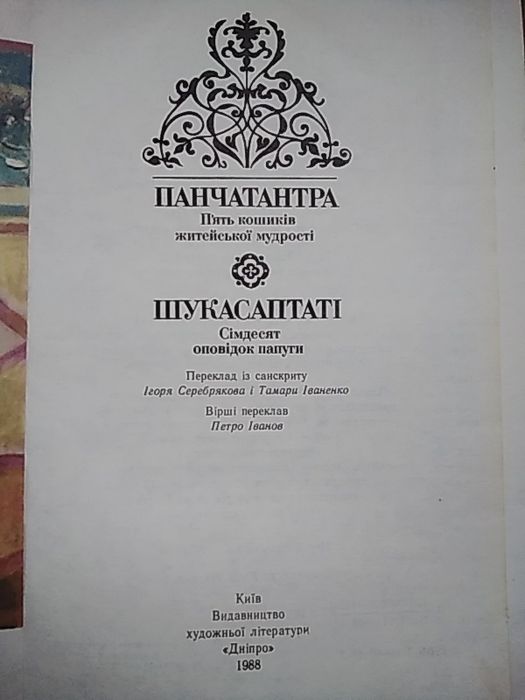 ПАНЧАТАНТРА
П'ять кошиків
житейської мудрості
ШУКАСАПТАТІ
Сімдесят
оповідок папуги
Переклад із санскриту
Ігоря Серебрякова і Тамари Іваненко
Вірші переклав
Петро Іванов
Київ
Видавництво
художньої літератури
«Дніпро»
1988